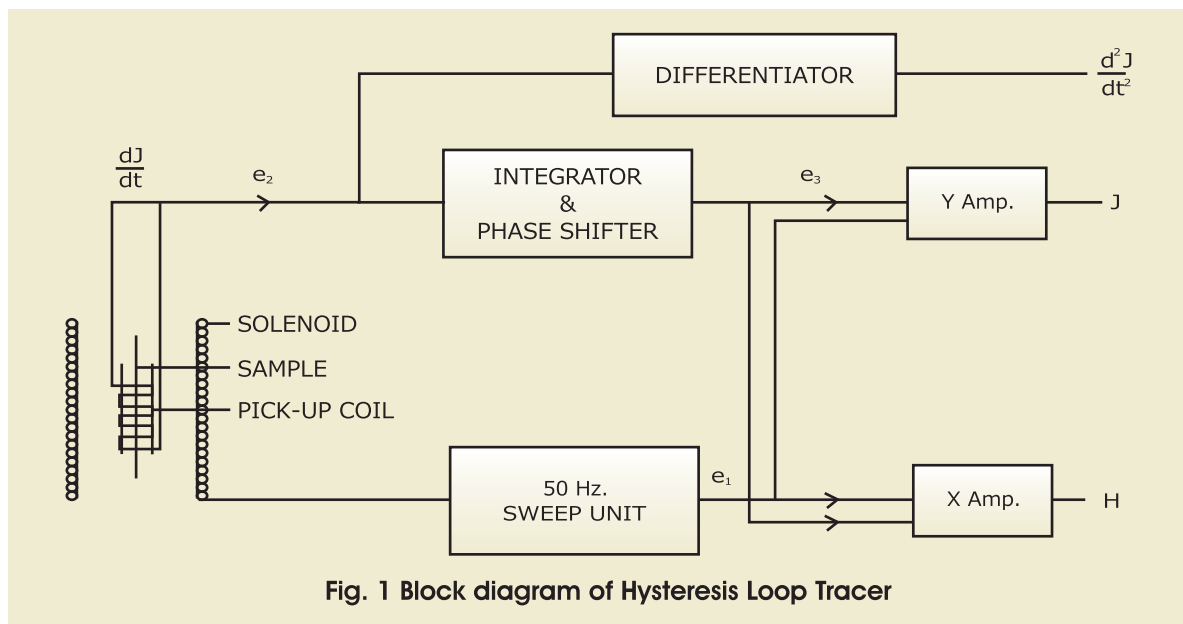 DIFFERENTIATOR
d²J
dt²
dJ
dt
e₂
INTEGRATOR
&
PHASE SHIFTER
e₃
Y Amp.
J
SOLENOID
SAMPLE
PICK-UP COIL
50 Hz.
SWEEP UNIT
e₁
X Amp.
H
Fig. 1 Block diagram of Hysteresis Loop Tracer